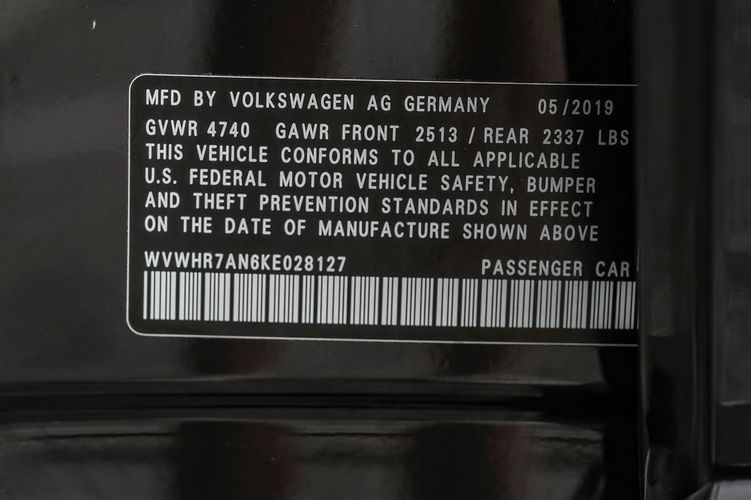 MFD BY VOLKSWAGEN AG GERMANY 05/2019
GVWR 4740 GAWR FRONT 2513 / REAR 2337 LBS
THIS VEHICLE CONFORMS TO ALL APPLICABLE
U.S. FEDERAL MOTOR VEHICLE SAFETY, BUMPER
AND THEFT PREVENTION STANDARDS IN EFFECT
ON THE DATE OF MANUFACTURE SHOWN ABOVE
WVWHR7AN6KE028127 PASSENGER CAR